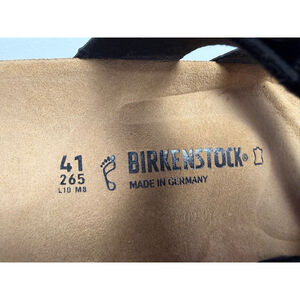 41
265
L10 M8
BIRKENSTOCK®
MADE IN GERMANY